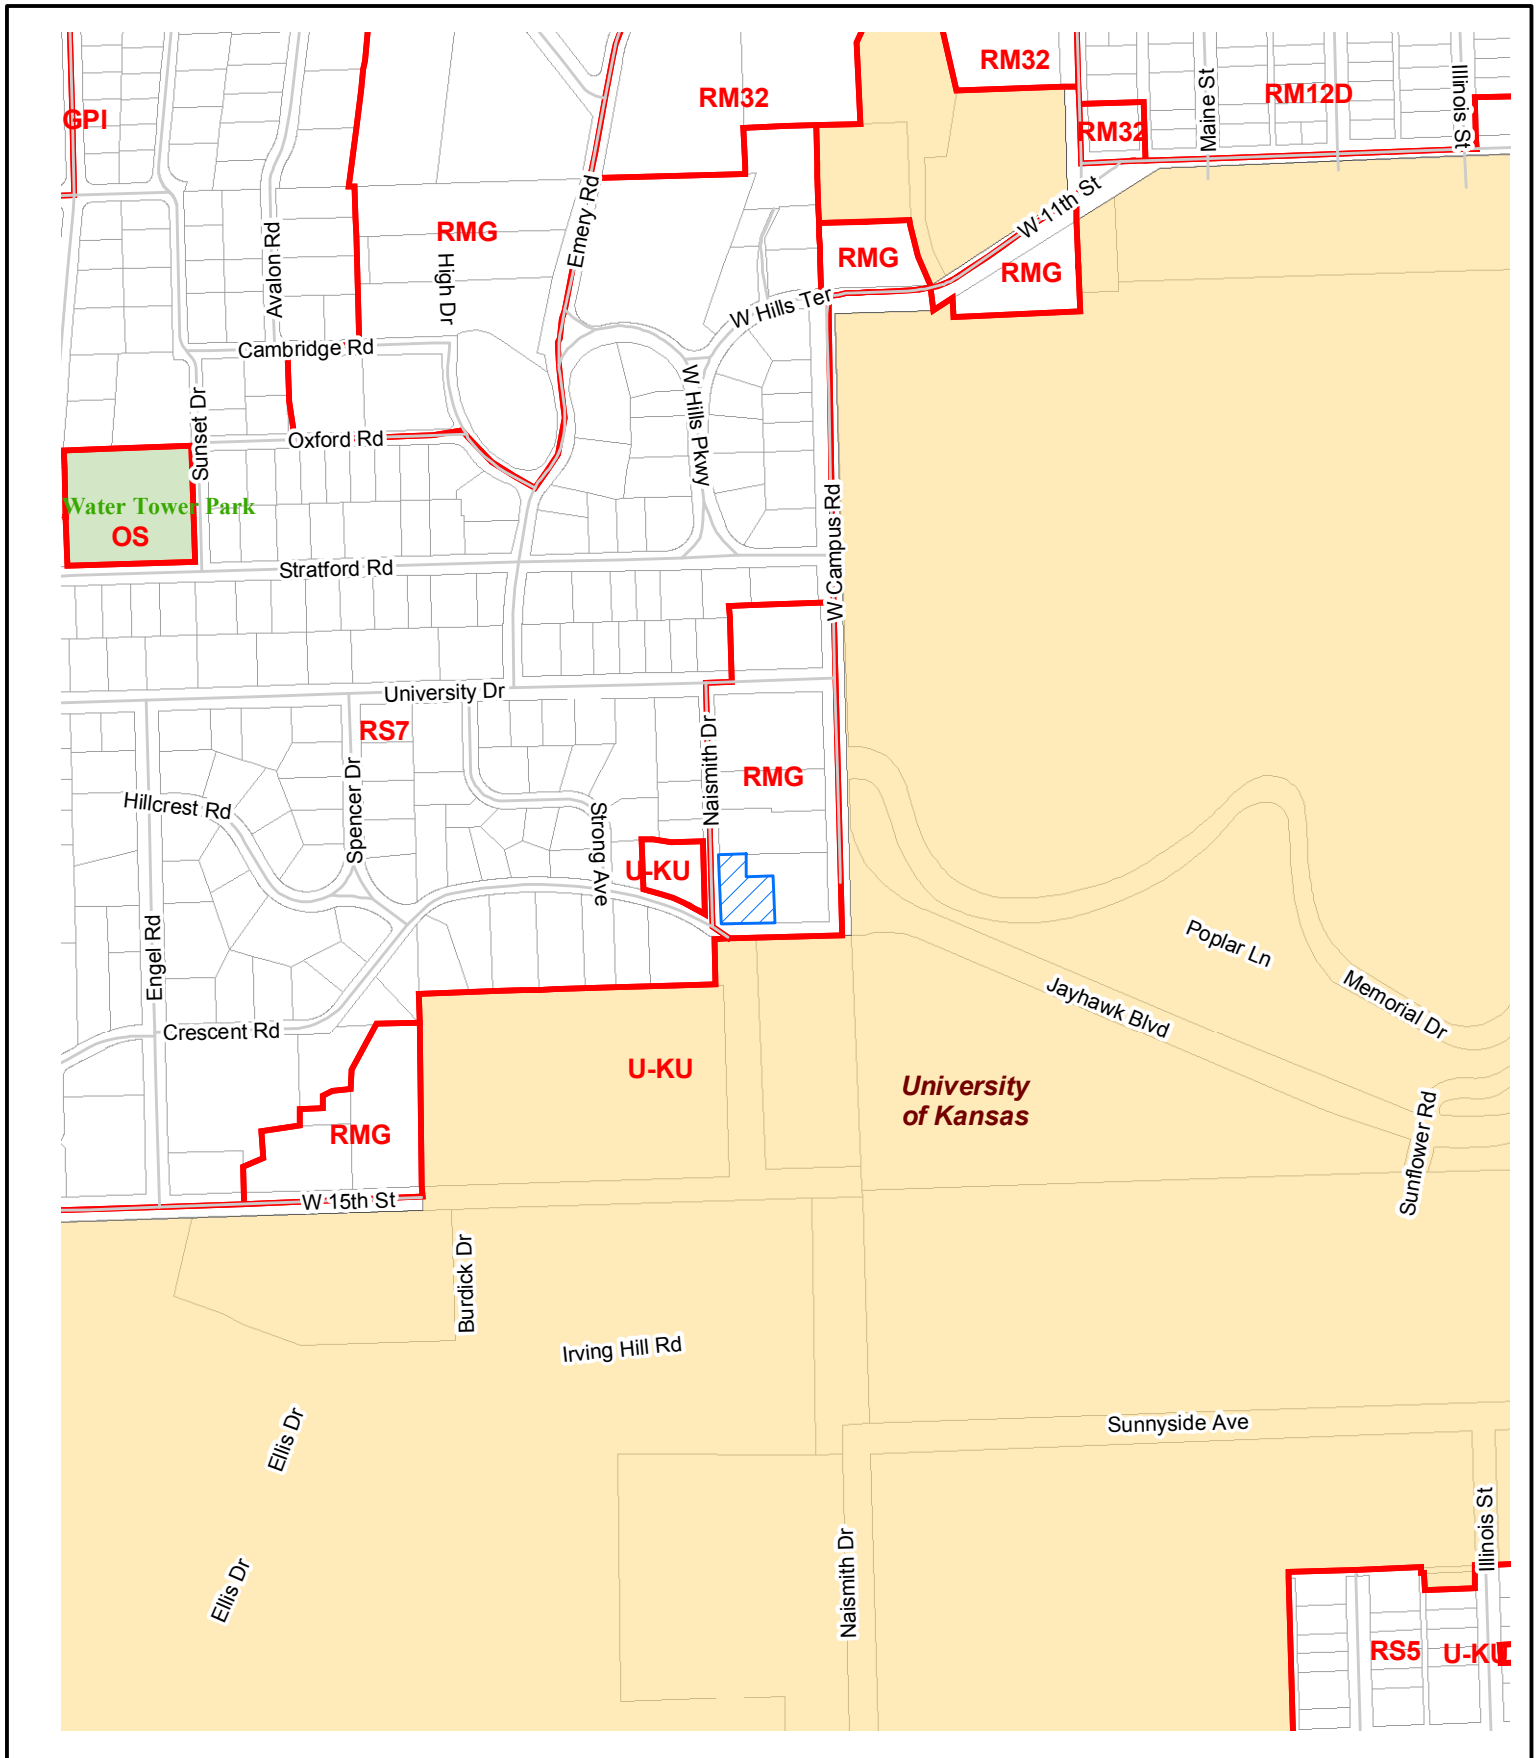 RM32
Illinois St
Maine St
RM32
RM12D
GPI
RM32
W 11th St
Emery Rd
Avalon Rd
RMG
RMG
RMG
High Dr
W Hills Ter
Cambridge Rd
W Hills Pkwy
Sunset Dr
Oxford Rd
Water Tower Park
OS
W Campus Rd
Stratford Rd
University Dr
RS7
Naismith Dr
RMG
Spencer Dr
Hillcrest Rd
Strong Ave
U-KU
Engel Rd
Poplar Ln
Memorial Dr
Jayhawk Blvd
Crescent Rd
U-KU
University
of Kansas
RMG
Sunflower Rd
W 15th St
Burdick Dr
Irving Hill Rd
Sunnyside Ave
Ellis Dr
Illinois St
Naismith Dr
Ellis Dr
RS5
U-KU